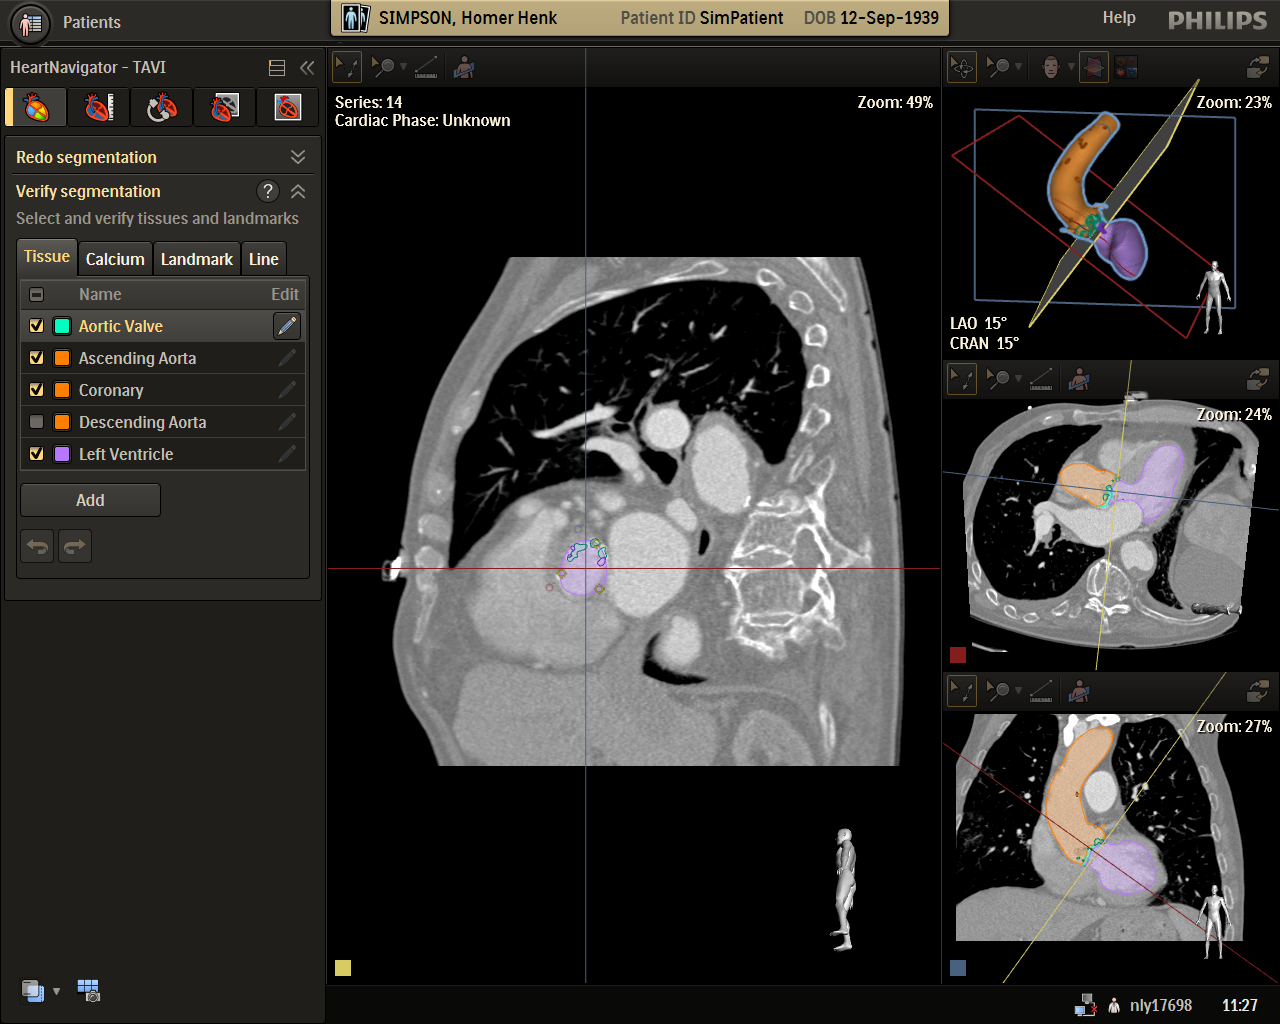 Patients
SIMPSON, Homer Henk Patient ID SimPatient DOB 12-Sep-1939
Help
PHILIPS
HeartNavigator - TAVI
Redo segmentation
Verify segmentation
?
Select and verify tissues and landmarks
Tissue Calcium Landmark Line
Name Edit
Aortic Valve
Ascending Aorta
Coronary
Descending Aorta
Left Ventricle
Add
Series: 14
Cardiac Phase: Unknown
Zoom: 49%
Zoom: 23%
LAO 15°
CRAN 15°
Zoom: 24%
Zoom: 27%
nly17698 11:27